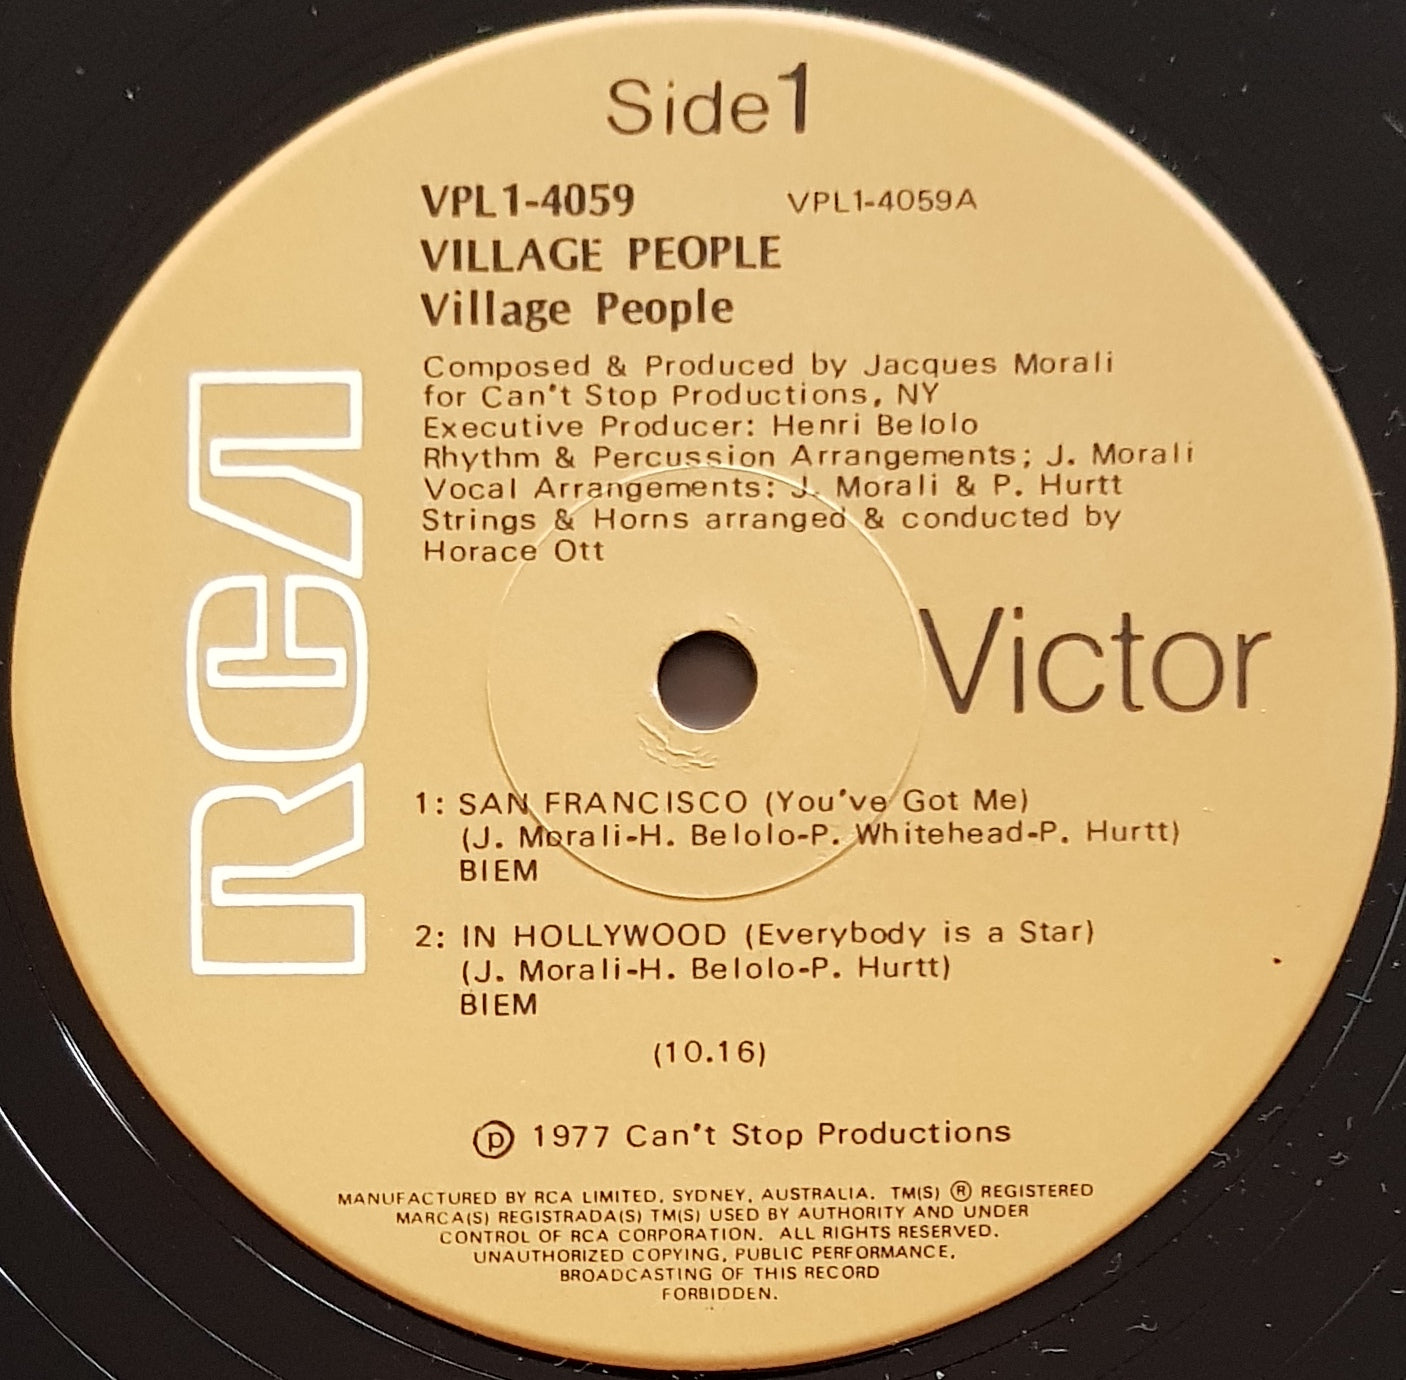 Side 1
VPL1-4059 VPL1-4059A
VILLAGE PEOPLE
Village People
Composed & Produced by Jacques Morali
for Can't Stop Productions, NY
Executive Producer: Henri Belolo
Rhythm & Percussion Arrangements; J. Morali
Vocal Arrangements: J. Morali & P. Hurtt
Strings & Horns arranged & conducted by
Horace Ott
RCA
Victor
1: SAN FRANCISCO (You've Got Me)
(J. Morali-H. Belolo-P. Whitehead-P. Hurtt)
BIEM
2: IN HOLLYWOOD (Everybody is a Star)
(J. Morali-H. Belolo-P. Hurtt)
BIEM
(10.16)
℗ 1977 Can't Stop Productions
MANUFACTURED BY RCA LIMITED, SYDNEY, AUSTRALIA. TM(S) ® REGISTERED
MARCA(S) REGISTRADA(S) TM(S) USED BY AUTHORITY AND UNDER
CONTROL OF RCA CORPORATION. ALL RIGHTS RESERVED.
UNAUTHORIZED COPYING, PUBLIC PERFORMANCE,
BROADCASTING OF THIS RECORD
FORBIDDEN.